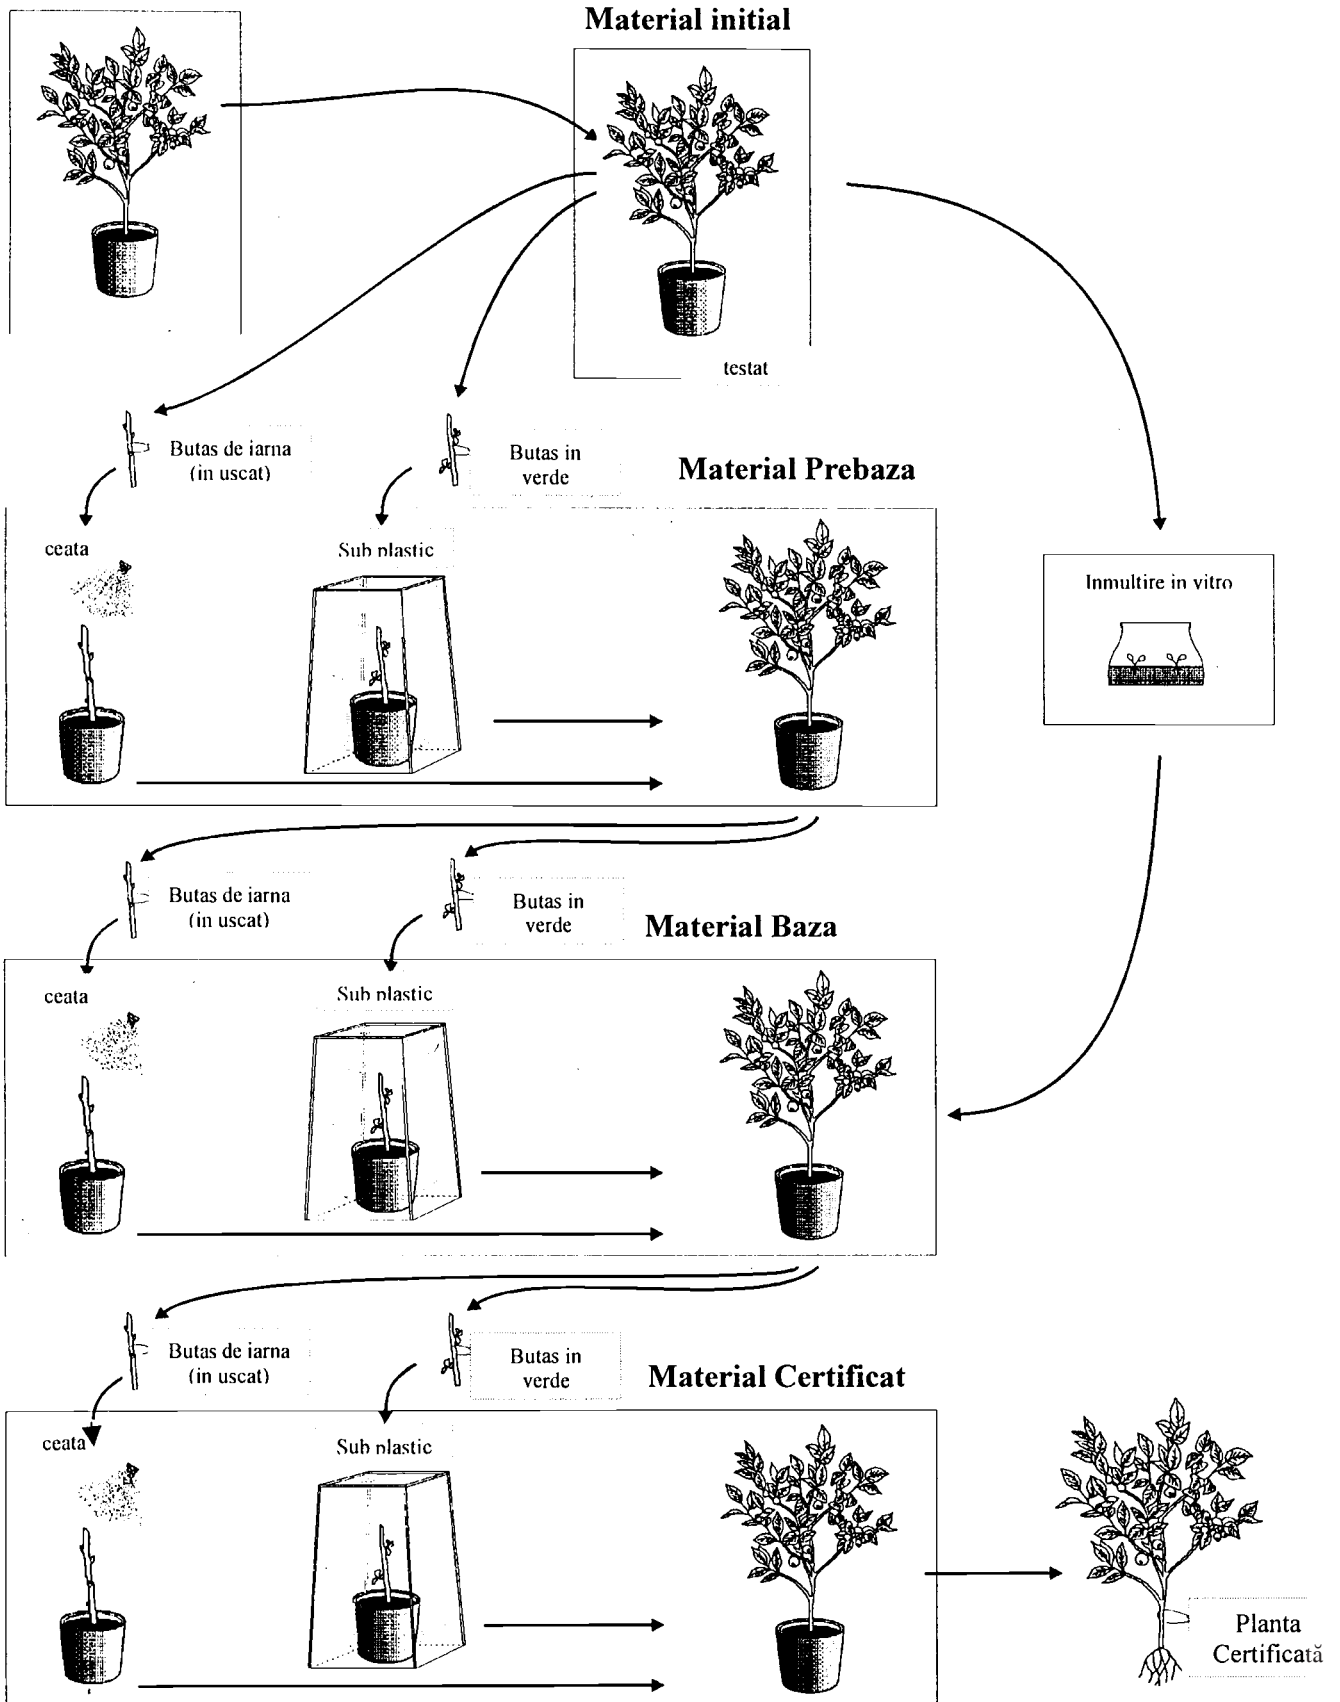 Material initial
testat
Butas de iarna
(in uscat)
Butas in
verde
Material Prebaza
ceata
Sub plastic
Inmultire in vitro
Butas de iarna
(in uscat)
Butas in
verde
Material Baza
ceata
Sub plastic
Butas de iarna
(in uscat)
Butas in
verde
Material Certificat
ceata
Sub plastic
Planta
Certificată